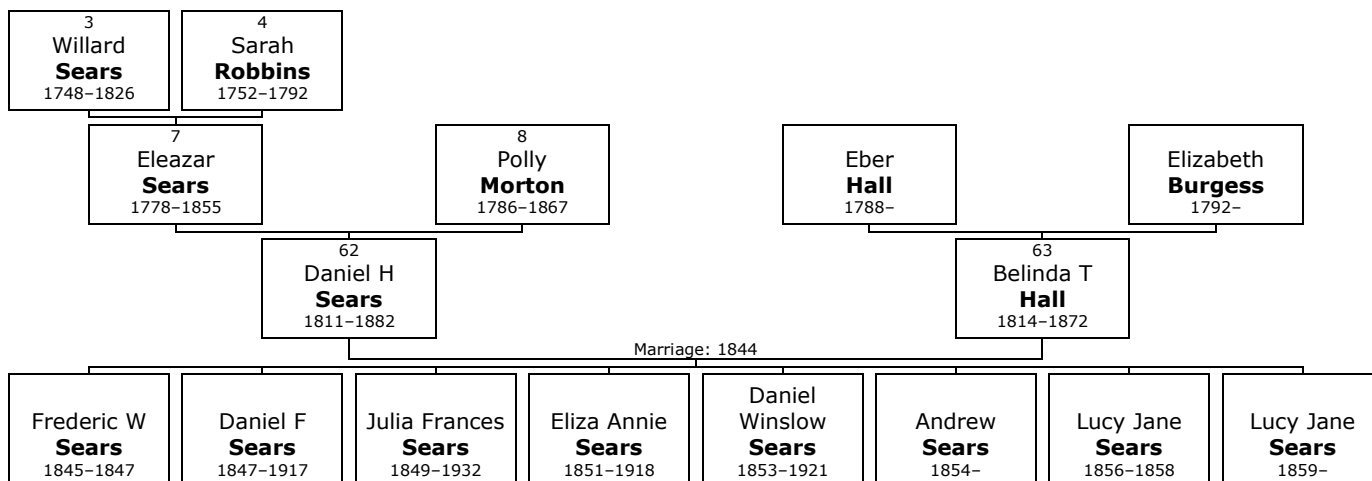 3
Willard
Sears
1748–1826
4
Sarah
Robbins
1752–1792
7
Eleazar
Sears
1778–1855
8
Polly
Morton
1786–1867
Eber
Hall
1788–
Elizabeth
Burgess
1792–
62
Daniel H
Sears
1811–1882
63
Belinda T
Hall
1814–1872
Marriage: 1844
Frederic W
Sears
1845–1847
Daniel F
Sears
1847–1917
Julia Frances
Sears
1849–1932
Eliza Annie
Sears
1851–1918
Daniel
Winslow
Sears
1853–1921
Andrew
Sears
1854–
Lucy Jane
Sears
1856–1858
Lucy Jane
Sears
1859–